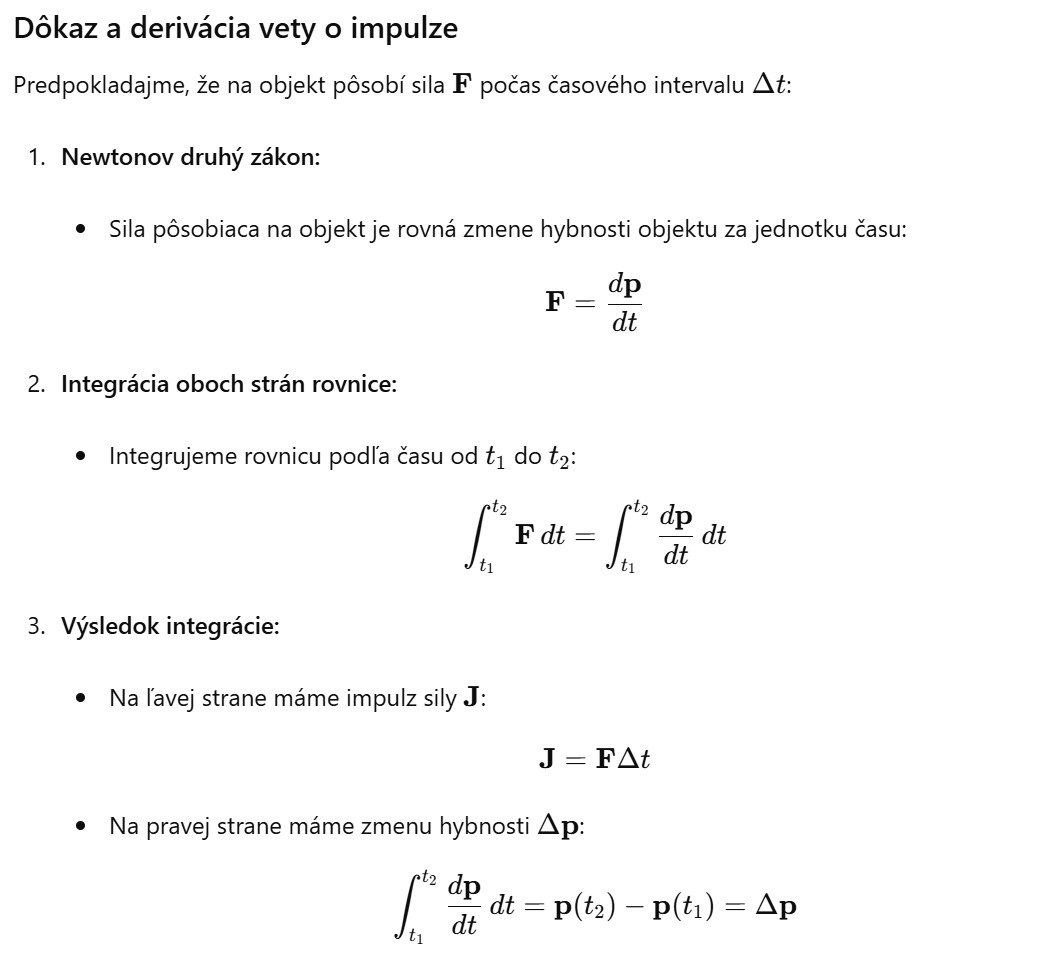 Dôkaz a derivácia vety o impulze
Predpokladajme, že na objekt pôsobí sila F počas časového intervalu Δt:
1. Newtonov druhý zákon:
• Sila pôsobiaca na objekt je rovná zmene hybnosti objektu za jednotku času:
F = dp/dt
2. Integrácia oboch strán rovnice:
• Integrujeme rovnicu podľa času od t₁ do t₂:
∫_{t₁}^{t₂} F dt = ∫_{t₁}^{t₂} dp/dt dt
3. Výsledok integrácie:
• Na ľavej strane máme impulz sily J:
J = FΔt
• Na pravej strane máme zmenu hybnosti Δp:
∫_{t₁}^{t₂} dp/dt dt = p(t₂) − p(t₁) = Δp